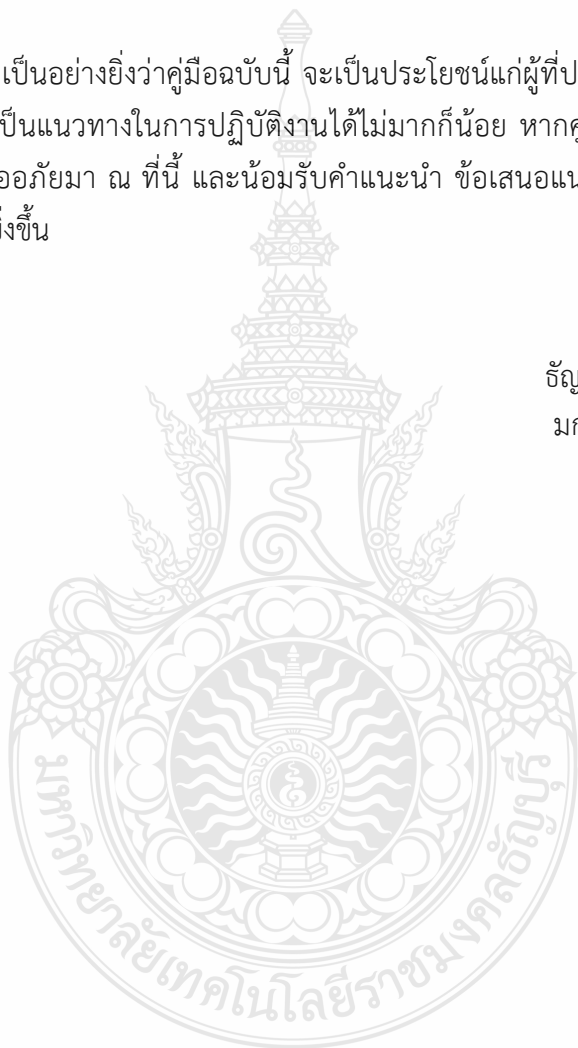 เป็นอย่างยิ่งว่าคู่มือฉบับนี้ จะเป็นประโยชน์แก่ผู้ที่ป
ป็นแนวทางในการปฏิบัติงานได้ไม่มากก็น้อย หากคู
ออภัยมา ณ ที่นี้ และน้อมรับคำแนะนำ ข้อเสนอแน
ิ่งขึ้น
ธัญ
มก
มหาวิทยาลัยเทคโนโลยีราชมงคลธัญบุรี